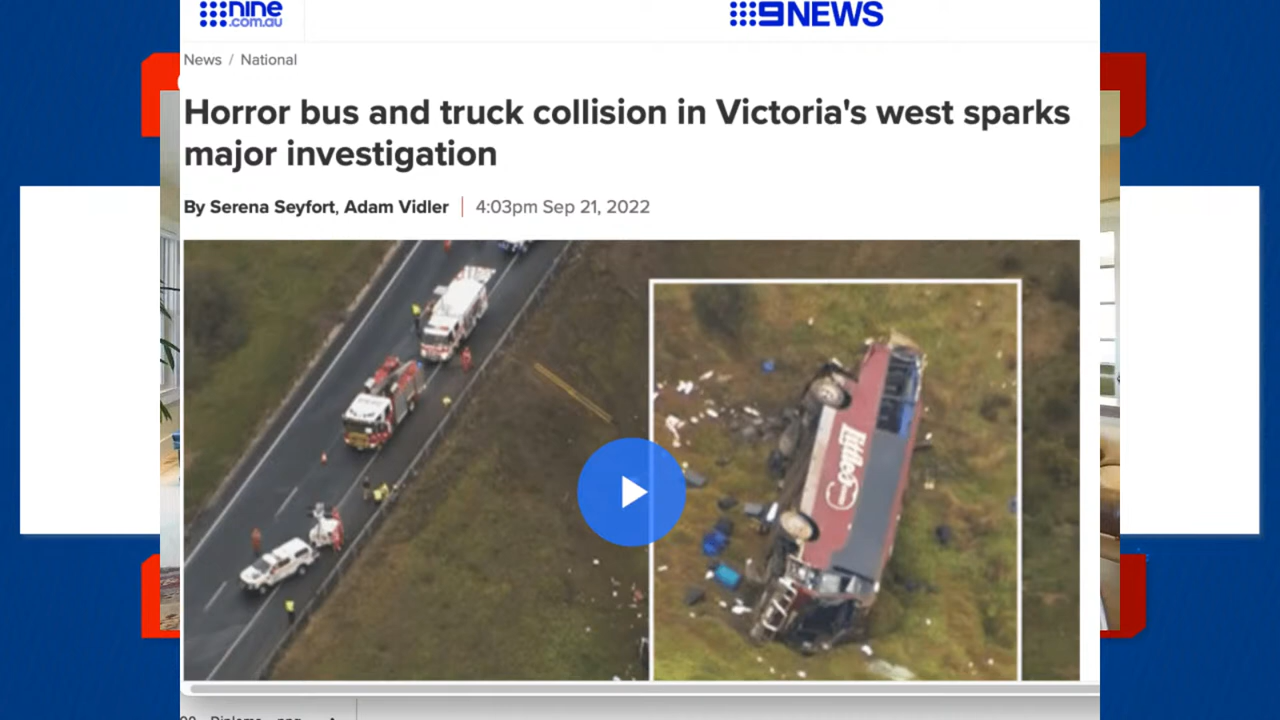 nine
.com.au
9NEWS
News / National
Horror bus and truck collision in Victoria's west sparks
major investigation
By Serena Seyfort, Adam Vidler | 4:03pm Sep 21, 2022
Littles